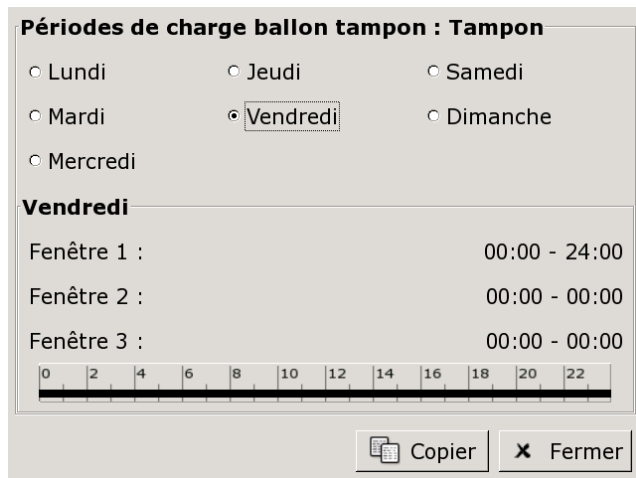 Périodes de charge ballon tampon : Tampon
Lundi Jeudi Samedi
Mardi Vendredi Dimanche
Mercredi
Vendredi
Fenêtre 1 : 00:00 - 24:00
Fenêtre 2 : 00:00 - 00:00
Fenêtre 3 : 00:00 - 00:00
0 2 4 6 8 10 12 14 16 18 20 22
Copier Fermer